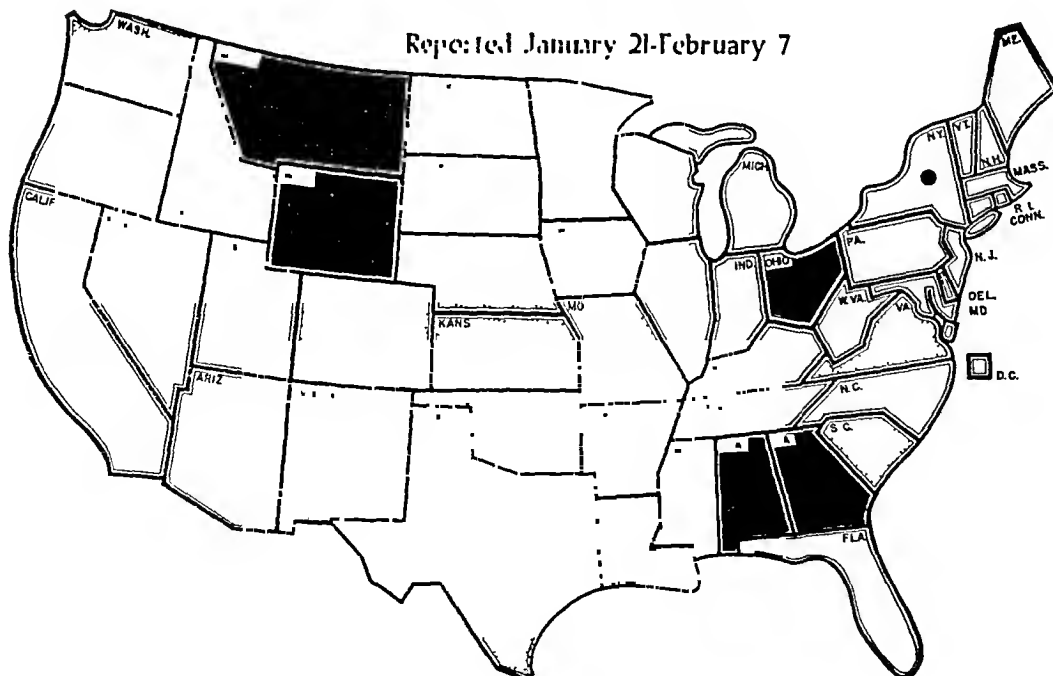 Reported January 21-February 7
WASH.
ME.
N.Y.
VT.
N.H.
MASS.
R I.
CONN.
MICH
CALIF
PA.
N. J.
IND.
OHIO
W. VA.
DEL.
MD
VA.
KANS
MO
D.C.
ARIZ
N.C.
S C.
A
A
FLA.